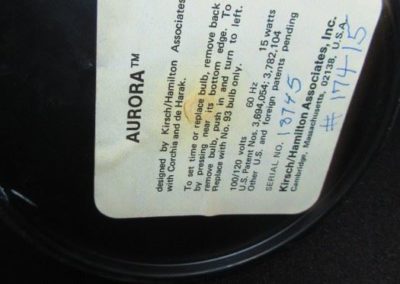 AURORA™
designed by Kirsch/Hamilton Associates
with Corchia and de Harak.
To set time or replace bulb, remove back
by pressing near its bottom edge. To
remove bulb, push in and turn to left.
Replace with No. 93 bulb only.
100/120 volts 60 Hz 15 watts
U.S. Patent Nos. 3,694,054; 3,782,104
Other U.S. and foreign patents pending
SERIAL NO. 18745
Kirsch/Hamilton Associates, Inc.
Cambridge, Massachusetts, 02138, U.S.A.
# 17415